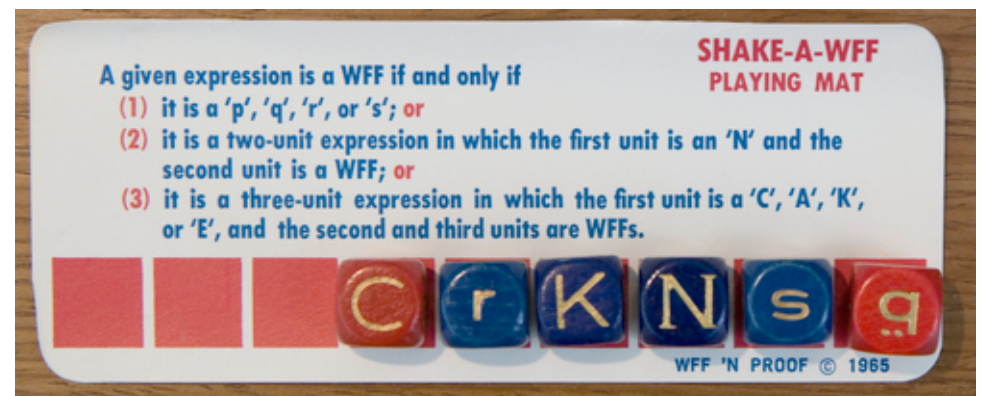 SHAKE-A-WFF
PLAYING MAT
A given expression is a WFF if and only if
(1) it is a ‘p’, ‘q’, ‘r’, or ‘s’; or
(2) it is a two-unit expression in which the first unit is an ‘N’ and the
second unit is a WFF; or
(3) it is a three-unit expression in which the first unit is a ‘C’, ‘A’, ‘K’,
or ‘E’, and the second and third units are WFFs.
C r K N s q
WFF ’N PROOF © 1965